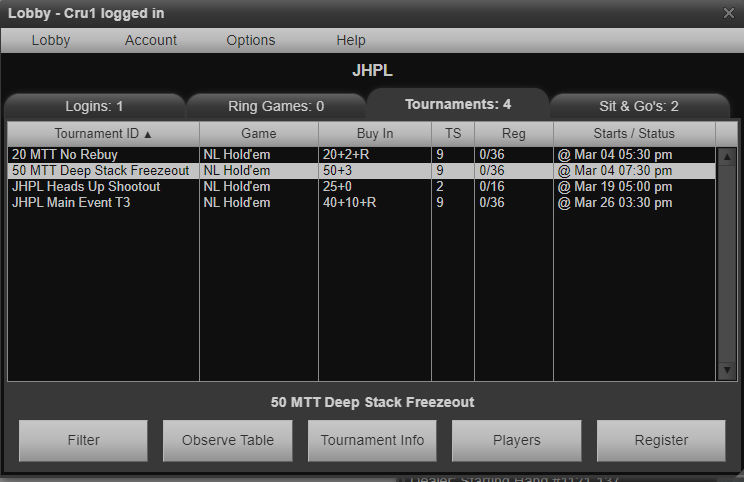 Lobby - Cru1 logged in
Lobby Account Options Help
JHPL
Logins: 1 Ring Games: 0 Tournaments: 4 Sit & Go's: 2
Tournament ID ▲ Game Buy In TS Reg Starts / Status
20 MTT No Rebuy NL Hold'em 20+2+R 9 0/36 @ Mar 04 05:30 pm
50 MTT Deep Stack Freezeout NL Hold'em 50+3 9 0/36 @ Mar 04 07:30 pm
JHPL Heads Up Shootout NL Hold'em 25+0 2 0/16 @ Mar 19 05:00 pm
JHPL Main Event T3 NL Hold'em 40+10+R 9 0/36 @ Mar 26 03:30 pm
50 MTT Deep Stack Freezeout
Filter Observe Table Tournament Info Players Register